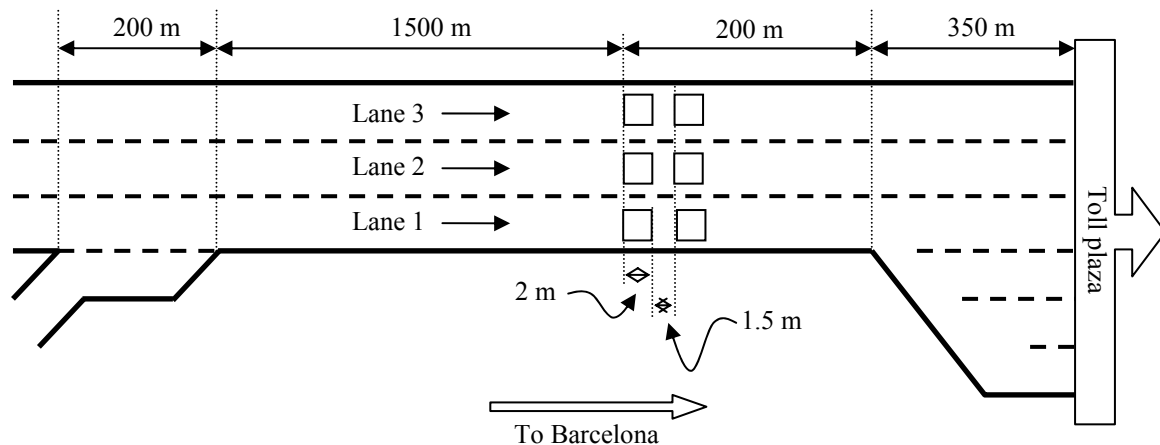 200 m
1500 m
200 m
350 m
Lane 3
Lane 2
Lane 1
Toll plaza
2 m
1.5 m
To Barcelona